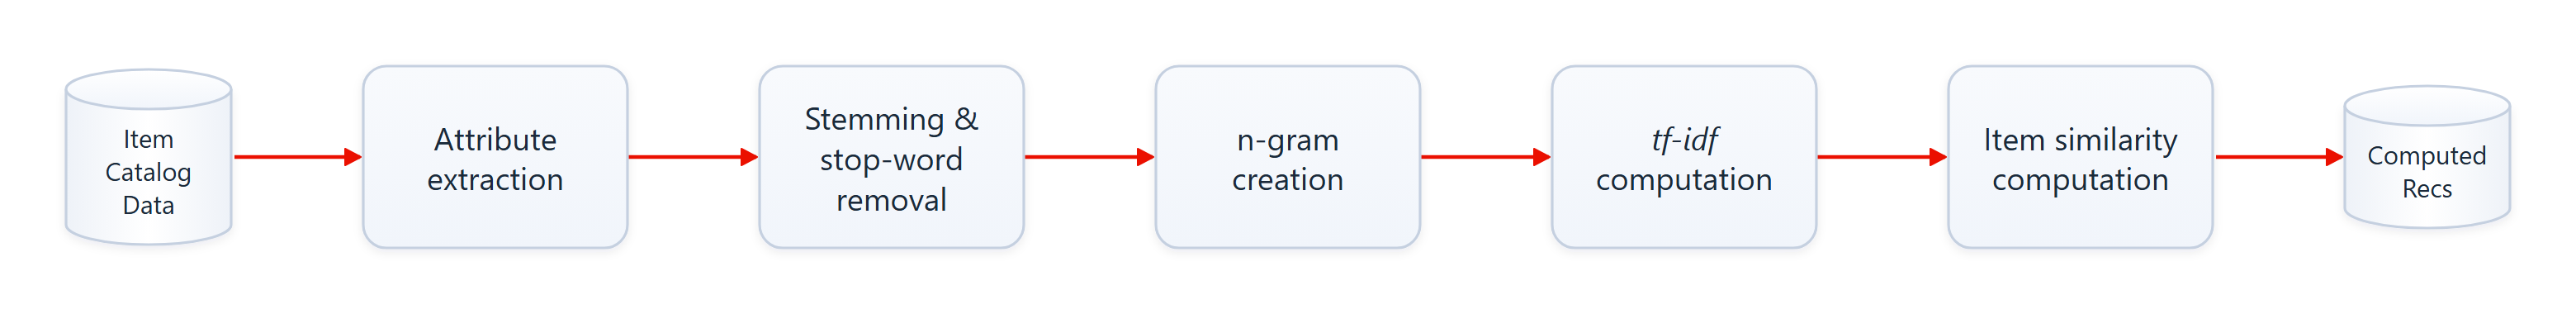 Item
Catalog
Data
Attribute
extraction
Stemming &
stop-word
removal
n-gram
creation
tf-idf
computation
Item similarity
computation
Computed
Recs